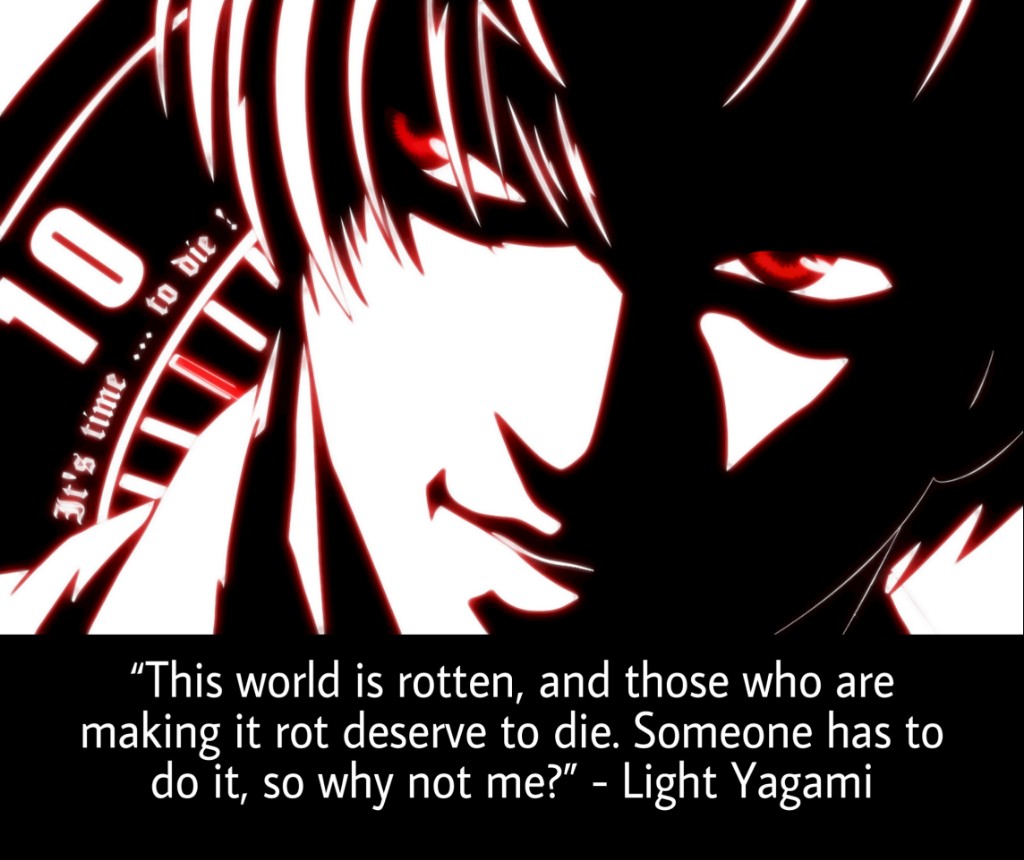 10
It's time ... to die !
“This world is rotten, and those who are
making it rot deserve to die. Someone has to
do it, so why not me?” - Light Yagami